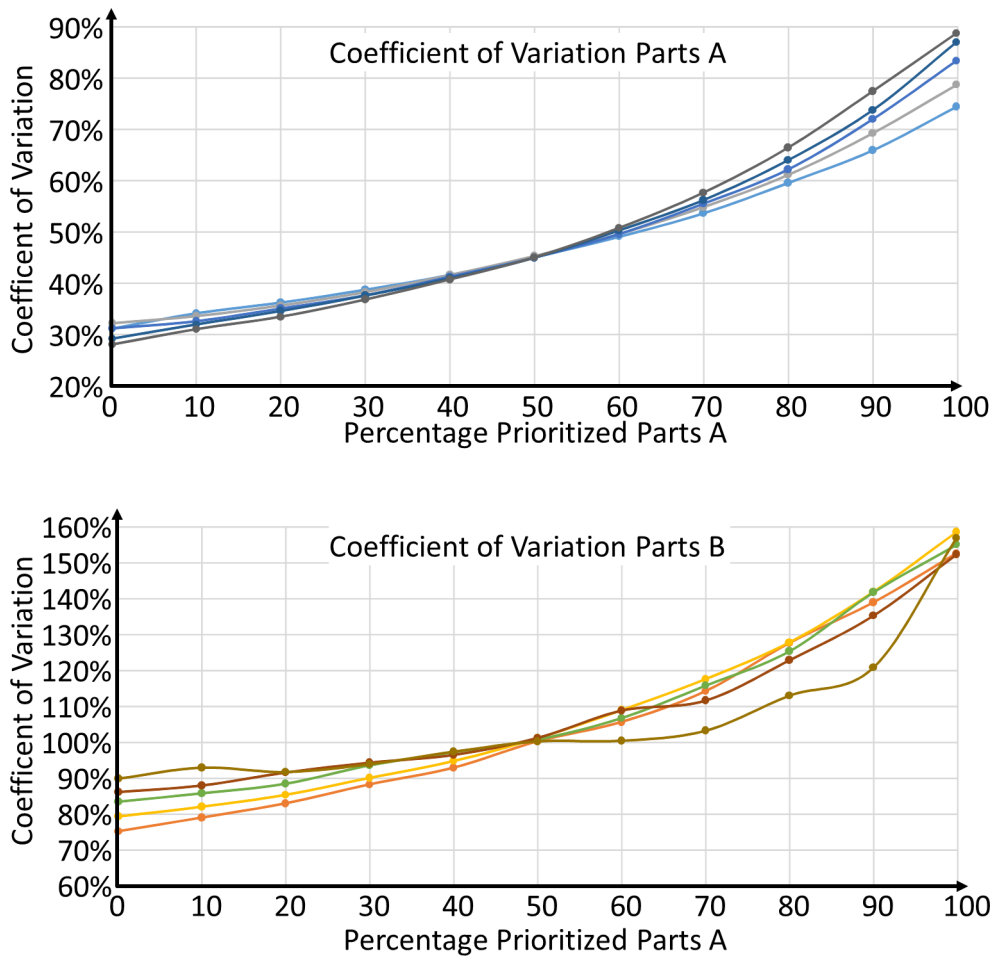 Coefficient of Variation Parts A
Coefficent of Variation
90%
80%
70%
60%
50%
40%
30%
20%
0 10 20 30 40 50 60 70 80 90 100
Percentage Prioritized Parts A
Coefficient of Variation Parts B
Coefficent of Variation
160%
150%
140%
130%
120%
110%
100%
90%
80%
70%
60%
0 10 20 30 40 50 60 70 80 90 100
Percentage Prioritized Parts A